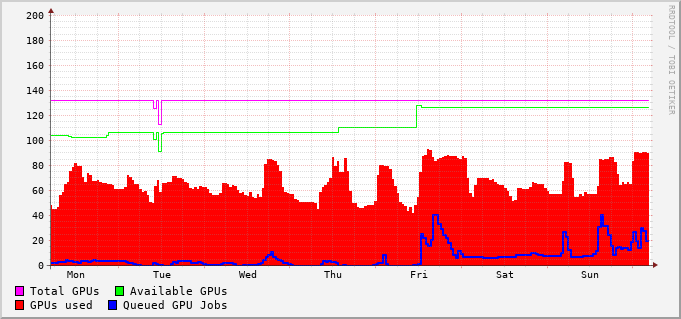 200
180
160
140
120
100
80
60
40
20
0
Mon Tue Wed Thu Fri Sat Sun
Total GPUs Available GPUs
GPUs used Queued GPU Jobs
RRDTOOL / TOBI OETIKER